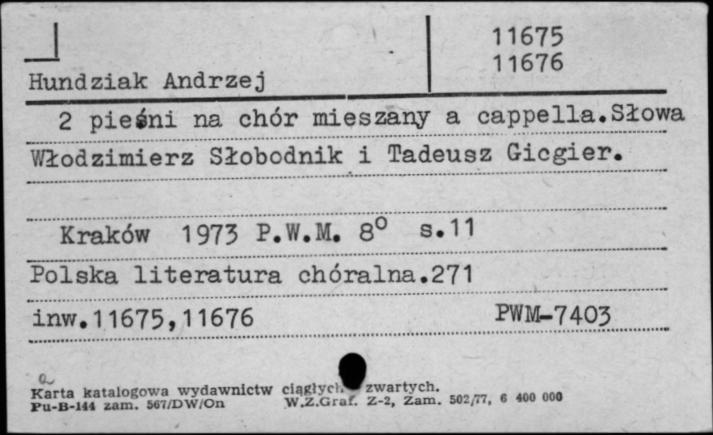 11675
11676
Hundziak Andrzej
2 pieśni na chór mieszany a cappella.Słowa
Włodzimierz Słobodnik i Tadeusz Gicgier.
Kraków 1973 P.W.M. 8° s.11
Polska literatura chóralna.271
inw.11675,11676 PWM-7403
a
Karta katalogowa wydawnictw ciągłych zwartych.
Pu-B-144 zam. 567/DW/On W.Z.Graf. Z-2, Zam. 502/77, 6 400 000